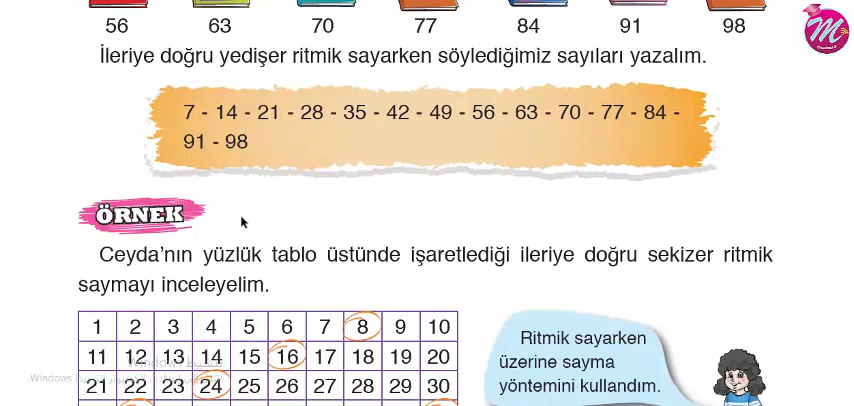 56 63 70 77 84 91 98
İleriye doğru yedişer ritmik sayarken söylediğimiz sayıları yazalım.
7 - 14 - 21 - 28 - 35 - 42 - 49 - 56 - 63 - 70 - 77 - 84 -
91 - 98
ÖRNEK
Ceyda'nın yüzlük tablo üstünde işaretlediği ileriye doğru sekizer ritmik
saymayı inceleyelim.
1 2 3 4 5 6 7 8 9 10
11 12 13 14 15 16 17 18 19 20
21 22 23 24 25 26 27 28 29 30
Ritmik sayarken
üzerine sayma
yöntemini kullandım.